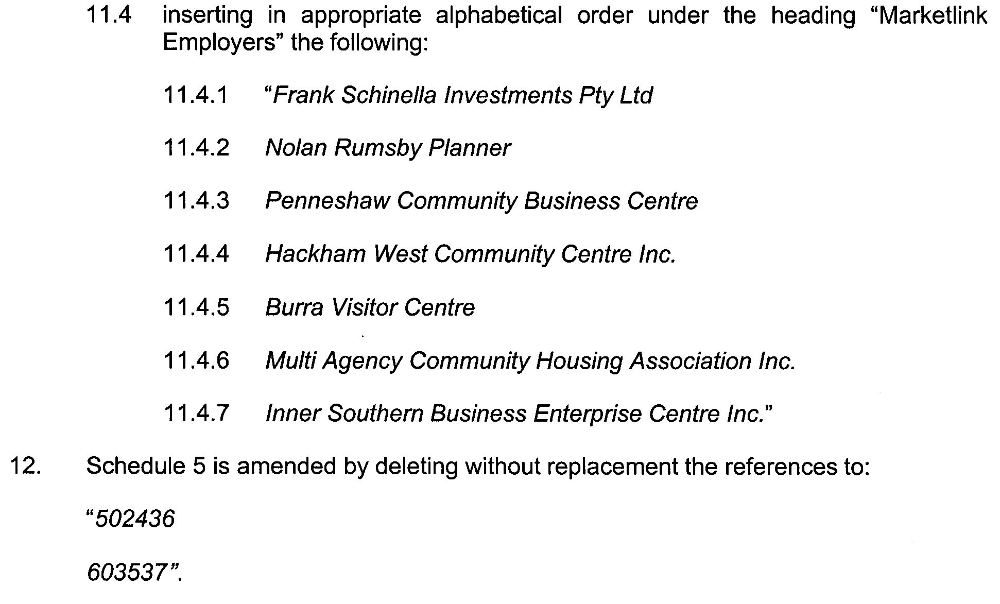 11.4 inserting in appropriate alphabetical order under the heading “Marketlink
Employers” the following:
11.4.1 “Frank Schinella Investments Pty Ltd
11.4.2 Nolan Rumsby Planner
11.4.3 Penneshaw Community Business Centre
11.4.4 Hackham West Community Centre Inc.
11.4.5 Burra Visitor Centre
11.4.6 Multi Agency Community Housing Association Inc.
11.4.7 Inner Southern Business Enterprise Centre Inc.”
12. Schedule 5 is amended by deleting without replacement the references to:
“502436
603537”.